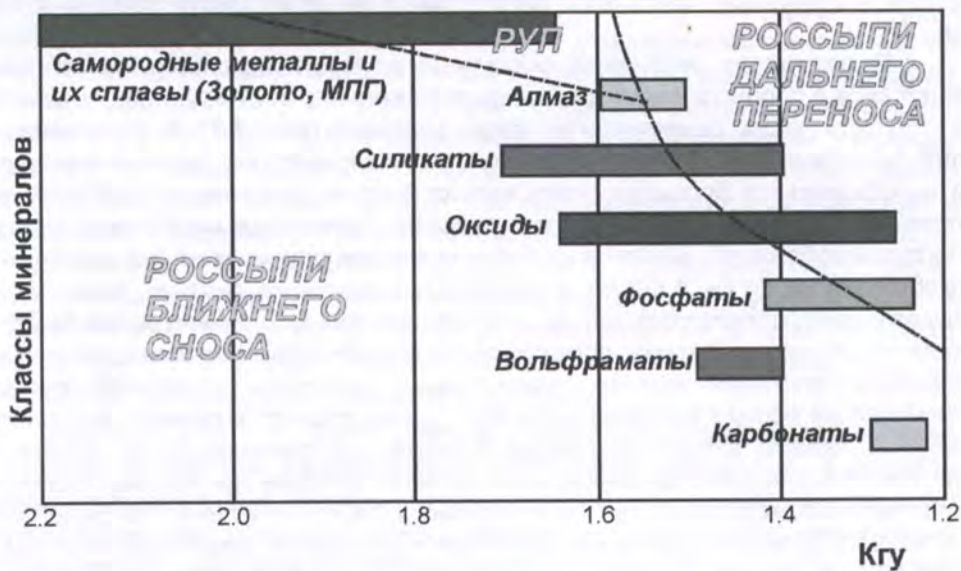 РУП
РОССЫПИ
ДАЛЬНЕГО
ПЕРЕНОСА
Самородные металлы и
их сплавы (Золото, МПГ)
Алмаз
Силикаты
Оксиды
РОССЫПИ
БЛИЖНЕГО
СНОСА
Фосфаты
Вольфраматы
Карбонаты
Классы минералов
2.2 2.0 1.8 1.6 1.4 1.2
Кгу